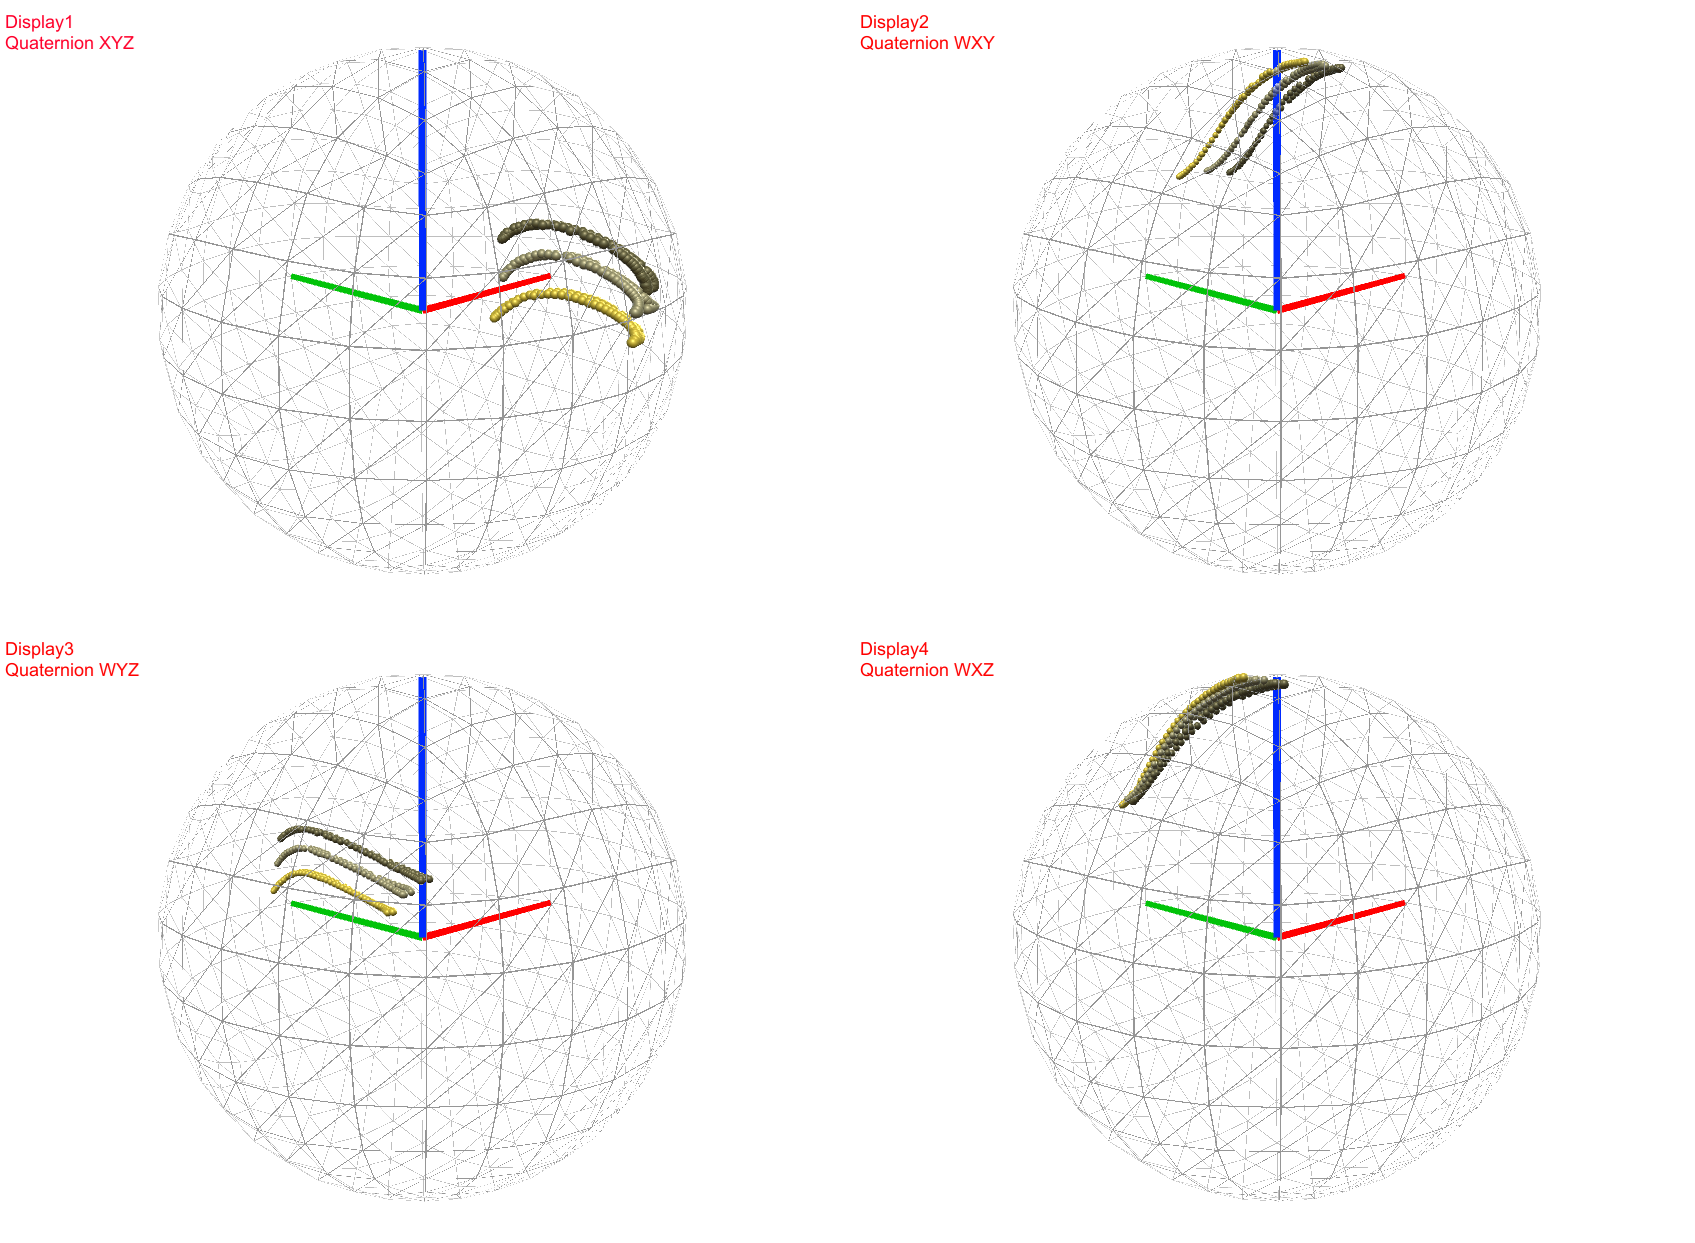 Display1
Quaternion XYZ
Display2
Quaternion WXY
Display3
Quaternion WYZ
Display4
Quaternion WXZ